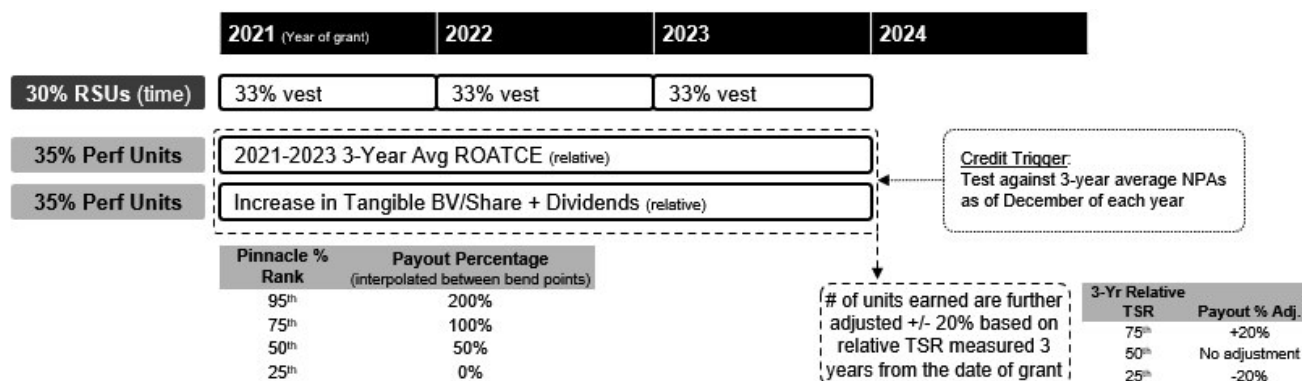 2021 (Year of grant) 2022 2023 2024
30% RSUs (time) 33% vest 33% vest 33% vest
35% Perf Units 2021-2023 3-Year Avg ROATCE (relative)
35% Perf Units Increase in Tangible BV/Share + Dividends (relative)
Credit Trigger:
Test against 3-year average NPAs
as of December of each year
Pinnacle % Rank Payout Percentage
(interpolated between bend points)
95th 200%
75th 100%
50th 50%
25th 0%
# of units earned are further
adjusted +/- 20% based on
relative TSR measured 3
years from the date of grant
3-Yr Relative
TSR Payout % Adj.
75th +20%
50th No adjustment
25th -20%